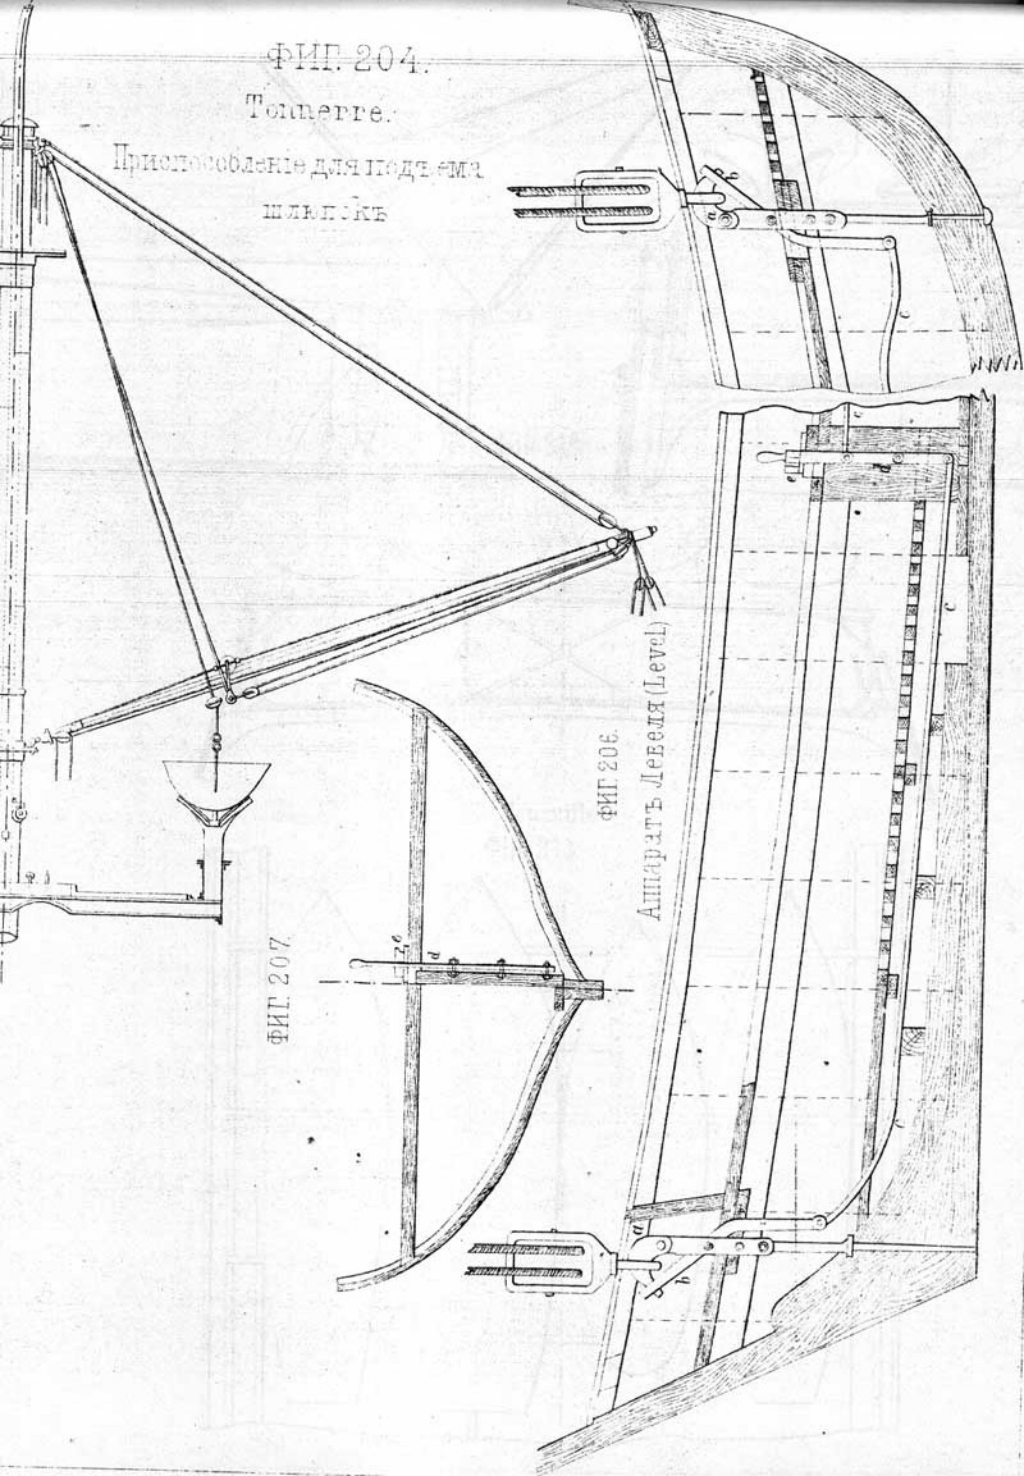 ФИГ. 204.
Tonnerre.
Приспособленіе для подъема
шлюпокъ
ФИГ. 206.
Аппаратъ Левеля (Level)
ФИГ. 207.
a
b
c
c
d
e
c
c
a
b
e
d